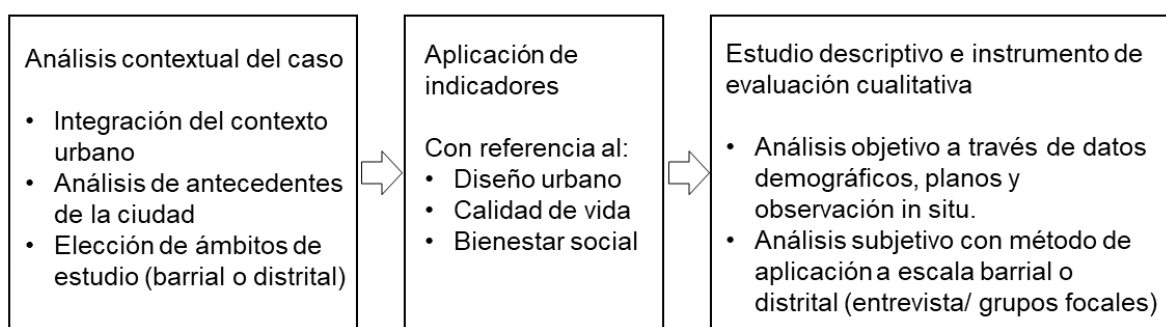 Análisis contextual del caso
• Integración del contexto
urbano
• Análisis de antecedentes
de la ciudad
• Elección de ámbitos de
estudio (barrial o distrital)
Aplicación de
indicadores
Con referencia al:
• Diseño urbano
• Calidad de vida
• Bienestar social
Estudio descriptivo e instrumento de
evaluación cualitativa
• Análisis objetivo a través de datos
demográficos, planos y
observación in situ.
• Análisis subjetivo con método de
aplicación a escala barrial o
distrital (entrevista/ grupos focales)